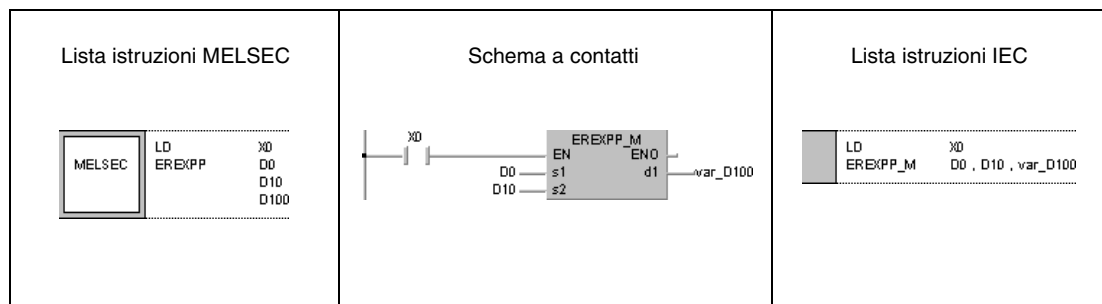 Lista istruzioni MELSEC
MELSEC
LD X0
EREXPP D0
D10
D100
Schema a contatti
X0
EREXPP_M
EN ENO
D0 s1 d1 var_D100
D10 s2
Lista istruzioni IEC
LD X0
EREXPP_M D0 , D10 , var_D100